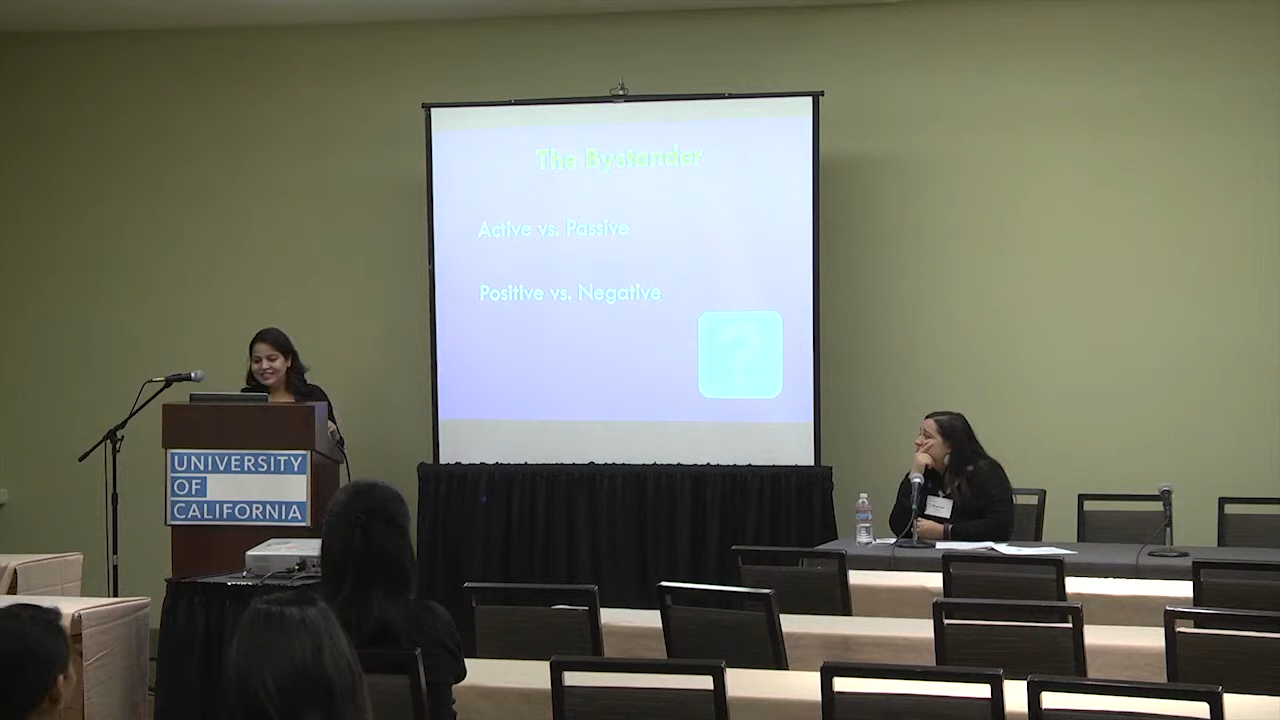 The Bystander
Active vs. Passive
Positive vs. Negative
?
UNIVERSITY
OF
CALIFORNIA